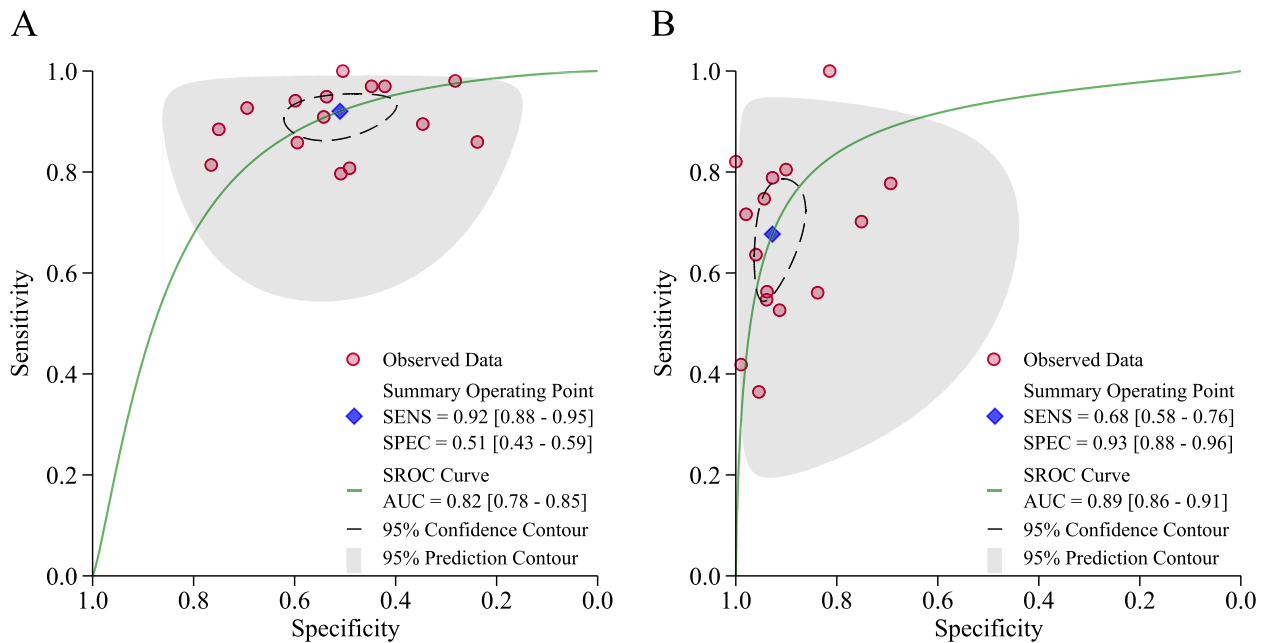 A
1.0
0.8
0.6
0.4
0.2
0.0
Sensitivity
1.0
0.8
0.6
0.4
0.2
0.0
Specificity
Observed Data
Summary Operating Point
SENS = 0.92 [0.88 - 0.95]
SPEC = 0.51 [0.43 - 0.59]
SROC Curve
AUC = 0.82 [0.78 - 0.85]
95% Confidence Contour
95% Prediction Contour
B
1.0
0.8
0.6
0.4
0.2
0.0
Sensitivity
1.0
0.8
0.6
0.4
0.2
0.0
Specificity
Observed Data
Summary Operating Point
SENS = 0.68 [0.58 - 0.76]
SPEC = 0.93 [0.88 - 0.96]
SROC Curve
AUC = 0.89 [0.86 - 0.91]
95% Confidence Contour
95% Prediction Contour